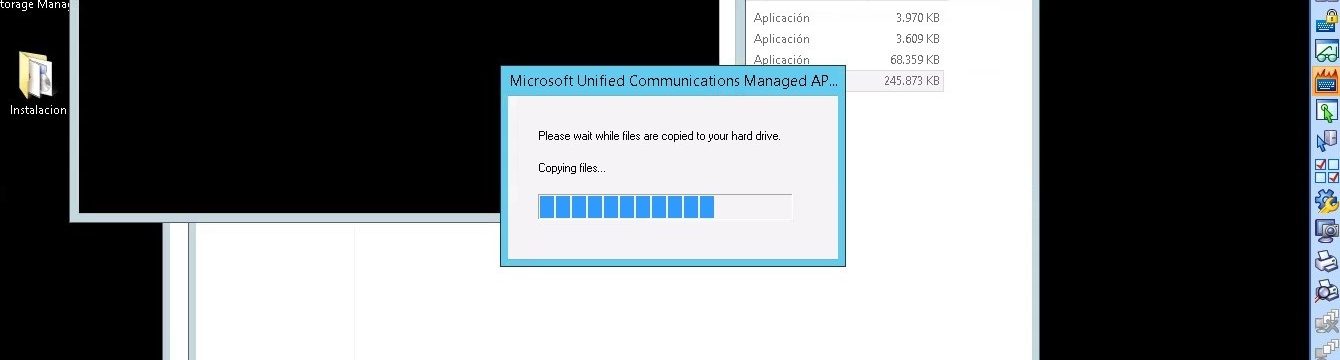 torage Mana
Instalacion
Aplicación 3.970 KB
Aplicación 3.609 KB
Aplicación 68.359 KB
245.873 KB
Microsoft Unified Communications Managed AP...
Please wait while files are copied to your hard drive.
Copying files...